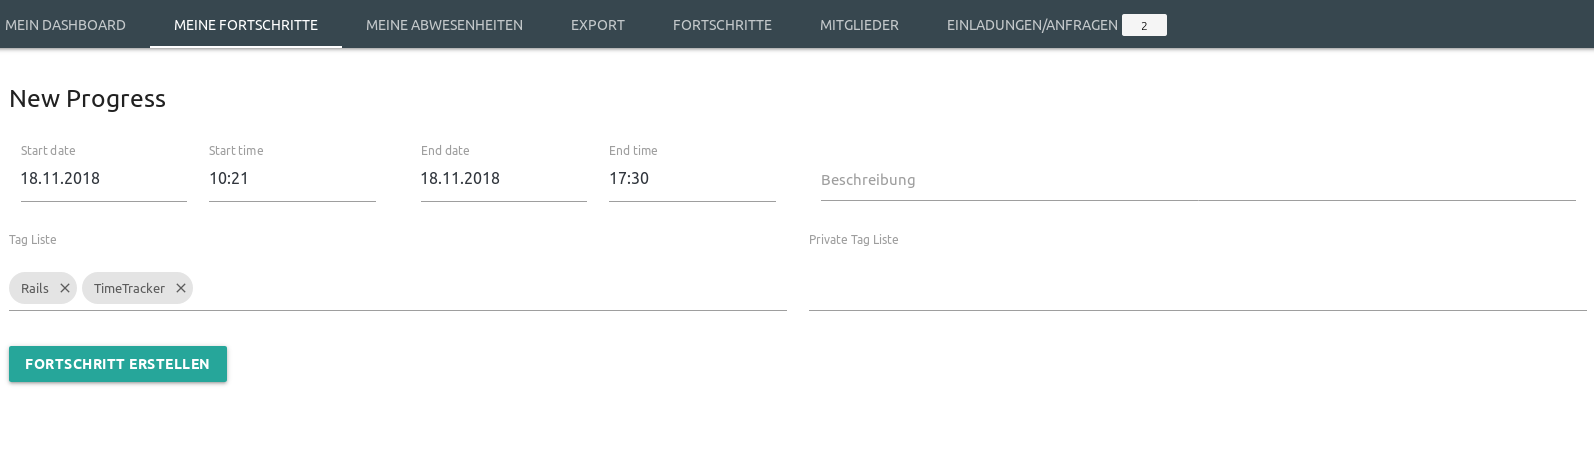 MEIN DASHBOARD MEINE FORTSCHRITTE MEINE ABWESENHEITEN EXPORT FORTSCHRITTE MITGLIEDER EINLADUNGEN/ANFRAGEN 2
New Progress
Start date Start time End date End time
18.11.2018 10:21 18.11.2018 17:30 Beschreibung
Tag Liste Private Tag Liste
Rails TimeTracker
FORTSCHRITT ERSTELLEN